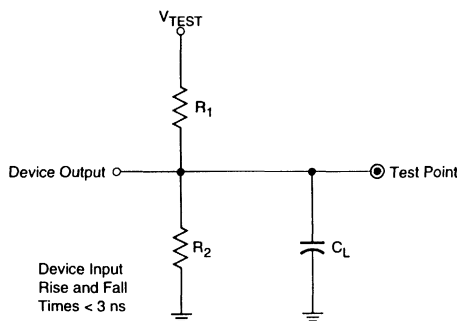 VTEST
R1
Device Output
Test Point
R2
CL
Device Input
Rise and Fall
Times < 3 ns